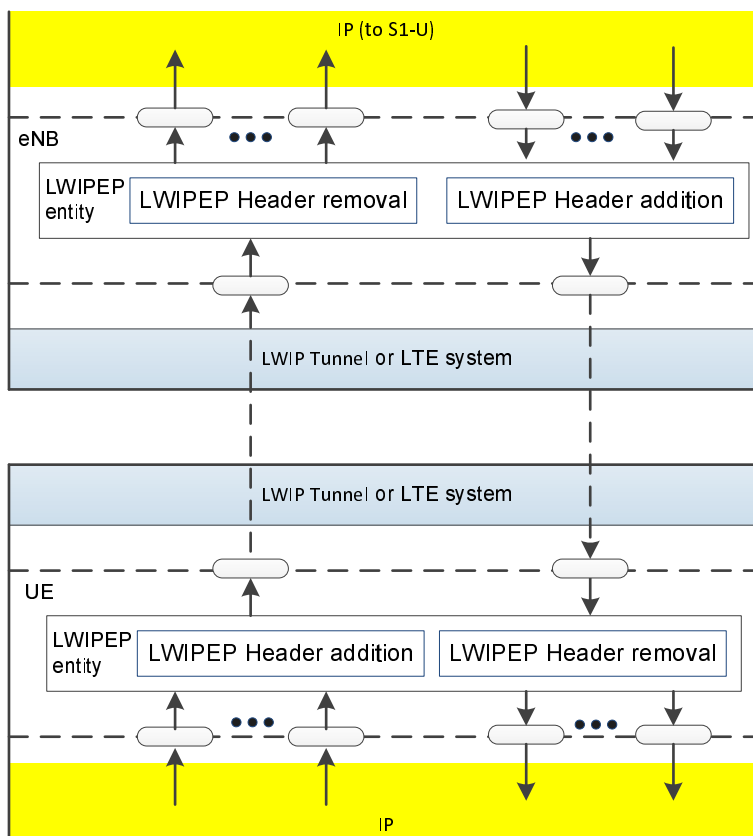 IP (to S1-U)
eNB
LWIPEP
entity
LWIPEP Header removal
LWIPEP Header addition
LWIP Tunnel or LTE system
LWIP Tunnel or LTE system
UE
LWIPEP
entity
LWIPEP Header addition
LWIPEP Header removal
IP